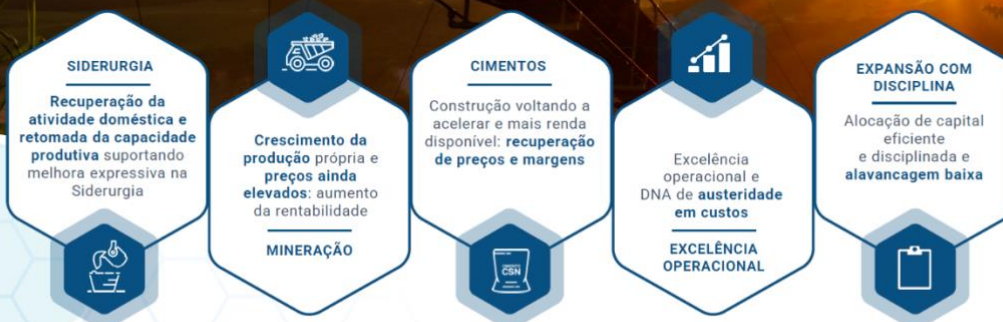 SIDERURGIA
Recuperação da
atividade doméstica e
retomada da capacidade
produtiva suportando
melhora expressiva na
Siderurgia
Crescimento da
produção própria e
preços ainda
elevados: aumento
da rentabilidade
MINERAÇÃO
CIMENTOS
Construção voltando a
acelerar e mais renda
disponível: recuperação
de preços e margens
CSN
Excelência
operacional e
DNA de austeridade
em custos
EXCELÊNCIA
OPERACIONAL
EXPANSÃO COM
DISCIPLINA
Alocação de capital
eficiente
e disciplinada e
alavancagem baixa